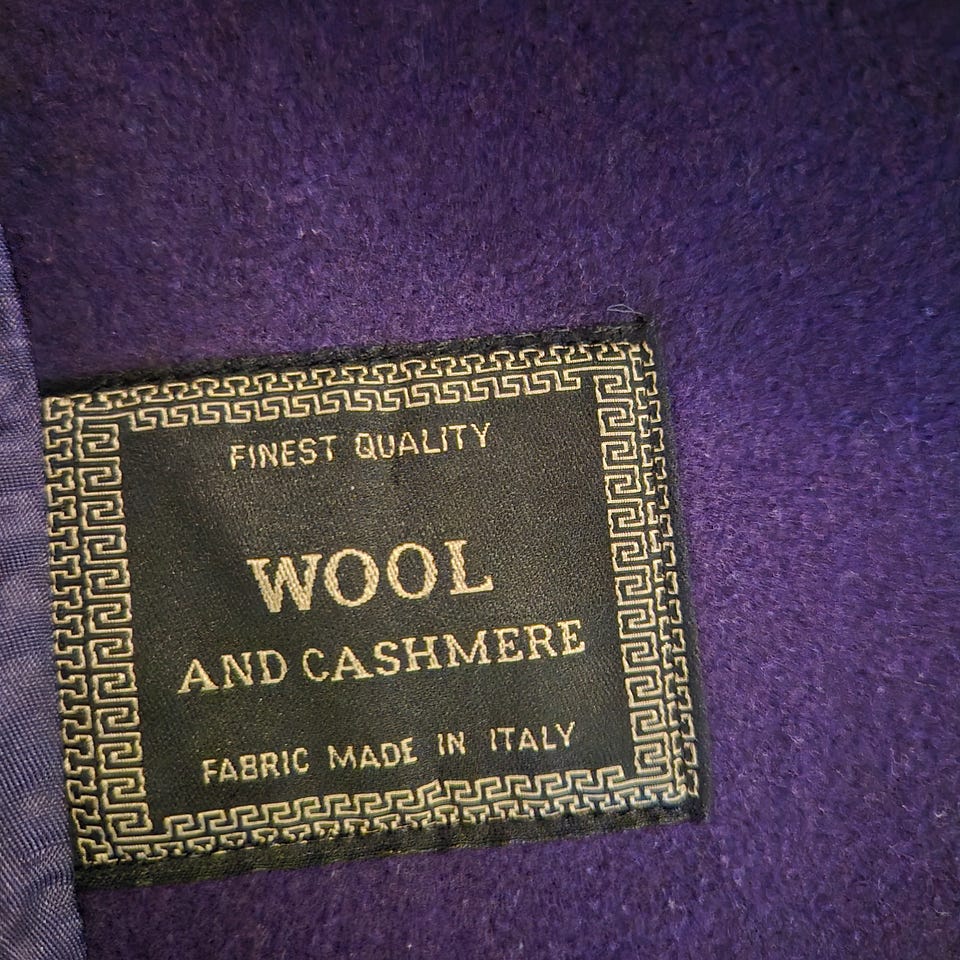 FINEST QUALITY
WOOL
AND CASHMERE
FABRIC MADE IN ITALY